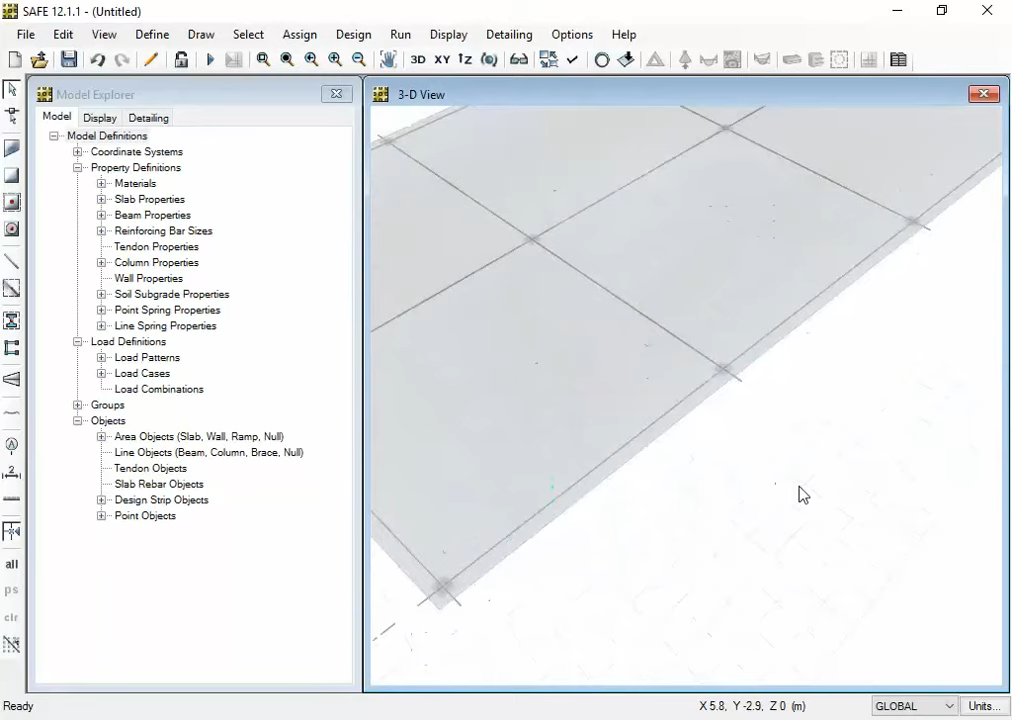 SAFE 12.1.1 - (Untitled)
File Edit View Define Draw Select Assign Design Run Display Detailing Options Help
3D XY ↑Z
Model Explorer
Model Display Detailing
Model Definitions
Coordinate Systems
Property Definitions
Materials
Slab Properties
Beam Properties
Reinforcing Bar Sizes
Tendon Properties
Column Properties
Wall Properties
Soil Subgrade Properties
Point Spring Properties
Line Spring Properties
Load Definitions
Load Patterns
Load Cases
Load Combinations
Groups
Objects
Area Objects (Slab, Wall, Ramp, Null)
Line Objects (Beam, Column, Brace, Null)
Tendon Objects
Slab Rebar Objects
Design Strip Objects
Point Objects
3-D View
all
ps
clr
Ready
X 5.8, Y -2.9, Z 0 (m)
GLOBAL
Units...